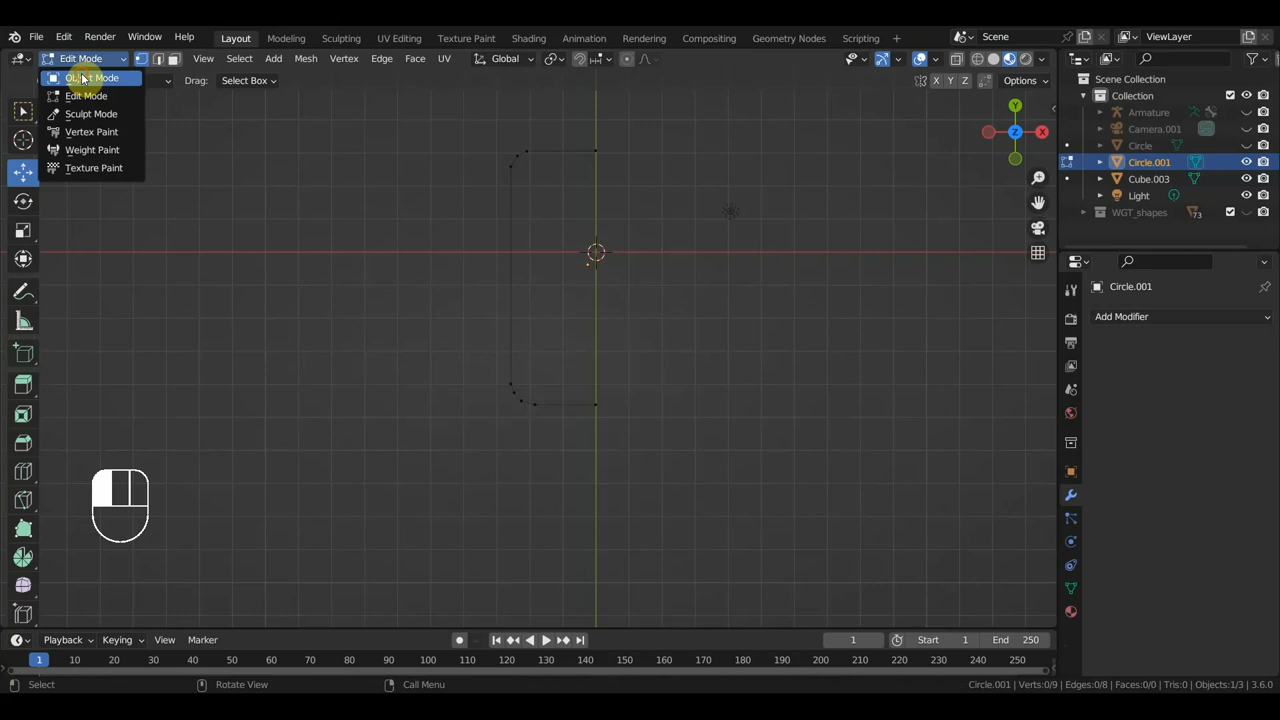 File Edit Render Window Help Layout Modeling Sculpting UV Editing Texture Paint Shading Animation Rendering Compositing Geometry Nodes Scripting Scene ViewLayer
Edit Mode View Select Add Mesh Vertex Edge Face UV Global
Drag: Select Box X Y Z Options
Object Mode
Edit Mode
Sculpt Mode
Vertex Paint
Weight Paint
Texture Paint
Y
Z X
Scene Collection
Collection
Armature
Camera.001
Circle
Circle.001
Cube.003
Light
WGT_shapes 73
Circle.001
Add Modifier
Playback Keying View Marker 1 Start 1 End 250
1 10 20 30 40 50 60 70 80 90 100 110 120 130 140 150 160 170 180 190 200 210 220 230 240 250
Select Rotate View Call Menu Circle.001 | Verts:0/9 | Edges:0/8 | Faces:0/0 | Tris:0 | Objects:1/3 | 3.6.0